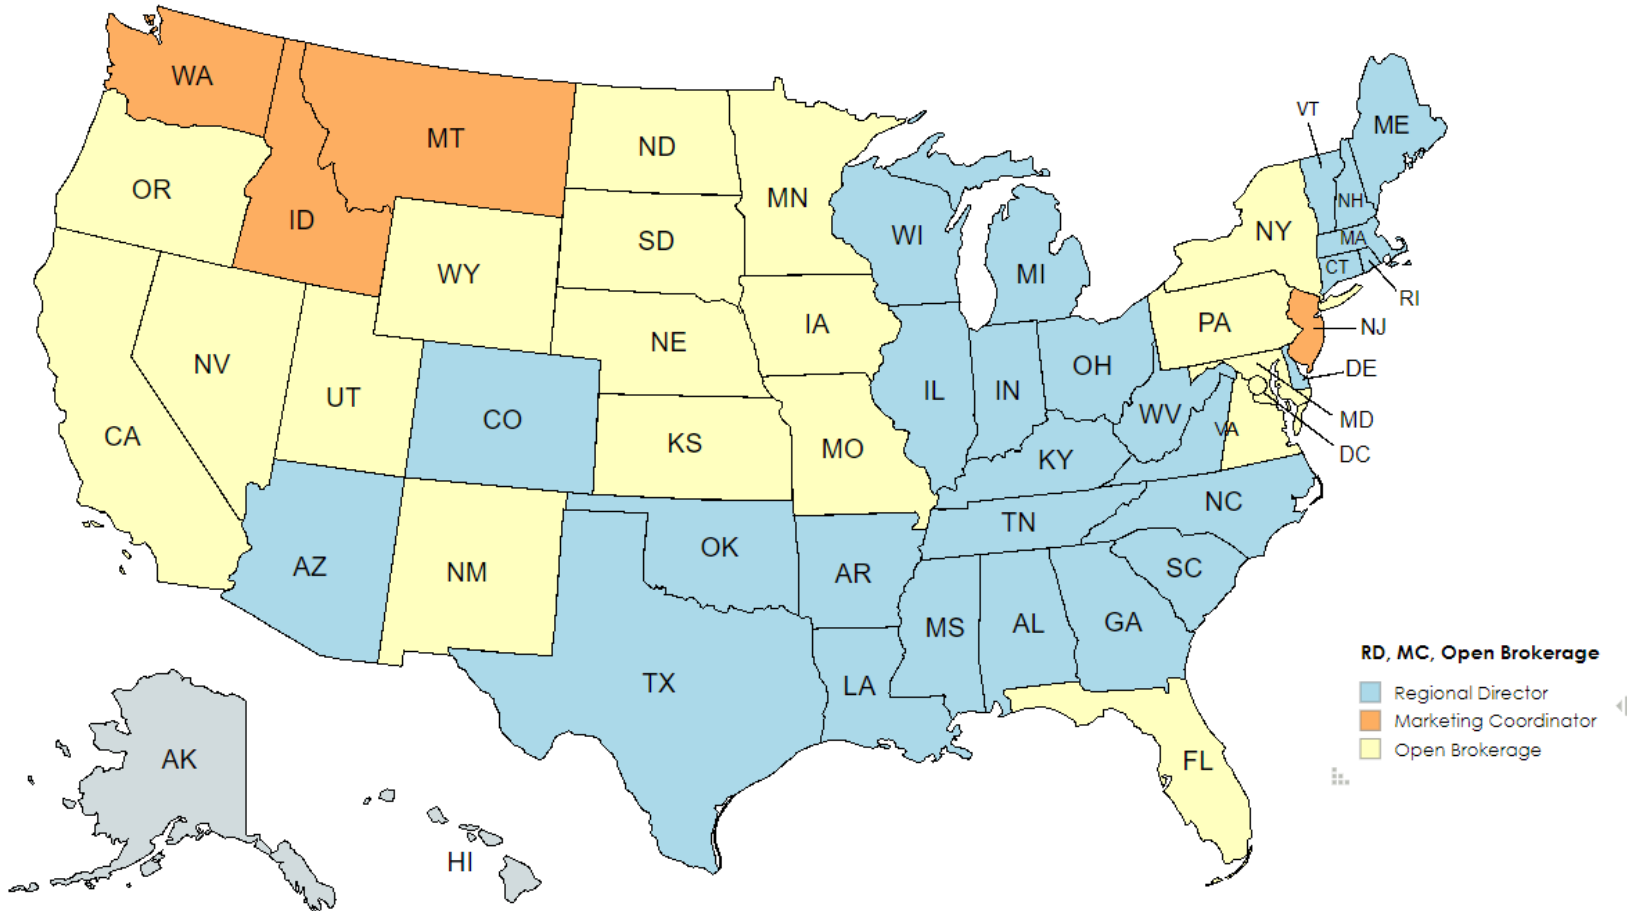 WA
MT
ND
MN
VT
ME
OR
ID
SD
WI
NH
NY
MA
WY
MI
CT
RI
IA
PA
NJ
NE
NV
OH
DE
UT
CO
IL
IN
WV
MD
CA
KS
MO
KY
VA
DC
NC
TN
AZ
NM
OK
AR
SC
MS
AL
GA
TX
LA
FL
AK
HI
RD, MC, Open Brokerage
Regional Director
Marketing Coordinator
Open Brokerage